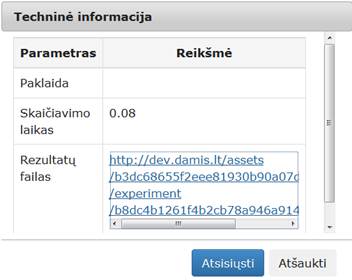 Techninė informacija
Parametras Reikšmė
Paklaida
Skaičiavimo laikas 0.08
Rezultatų failas
http://dev.damis.lt/assets
/b3dc68655f2eee81930b90a07d
/experiment
/b8dc4b1261f4b2cb78a946a914
Atsisiųsti Atšaukti